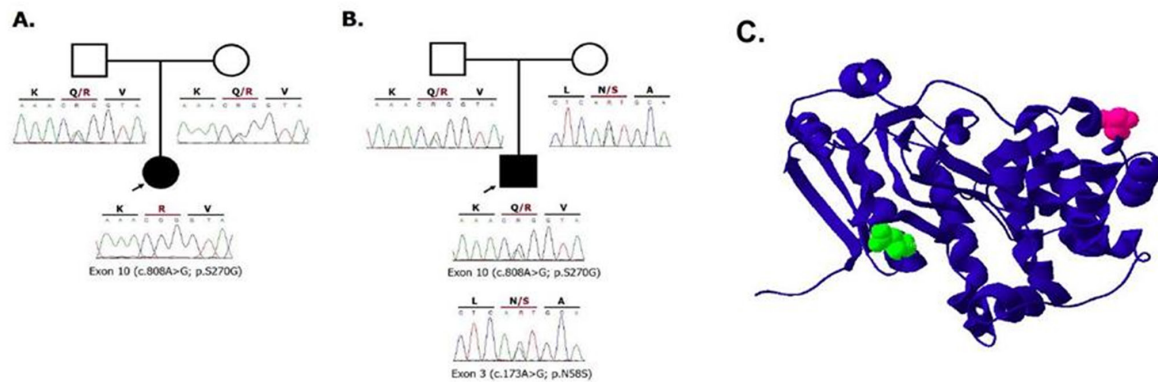 A.
K Q/R V
A A A C R G G T A
K Q/R V
A A A C R G G T A
K R V
A A A C G G G T A
Exon 10 (c.808A>G; p.S270G)
B.
K Q/R V
A A A C R G G T A
L N/S A
C T C A R T G C A
K Q/R V
A A A C R G G T A
Exon 10 (c.808A>G; p.S270G)
L N/S A
C T C A R T G C A
Exon 3 (c.173A>G; p.N58S)
C.